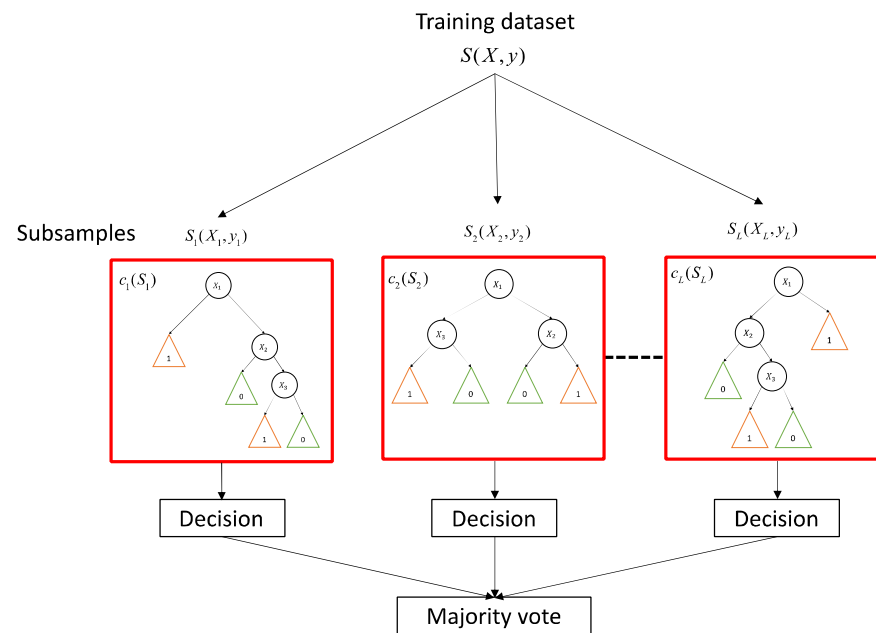 Training dataset
S(X, y)
Subsamples
S₁(X₁, y₁)
S₂(X₂, y₂)
S_L(X_L, y_L)
c₁(S₁)
X₁
1
X₂
0
X₃
1
0
c₂(S₂)
X₁
X₃
X₂
1
0
0
1
c_L(S_L)
X₁
X₂
1
0
X₃
1
0
Decision
Decision
Decision
Majority vote